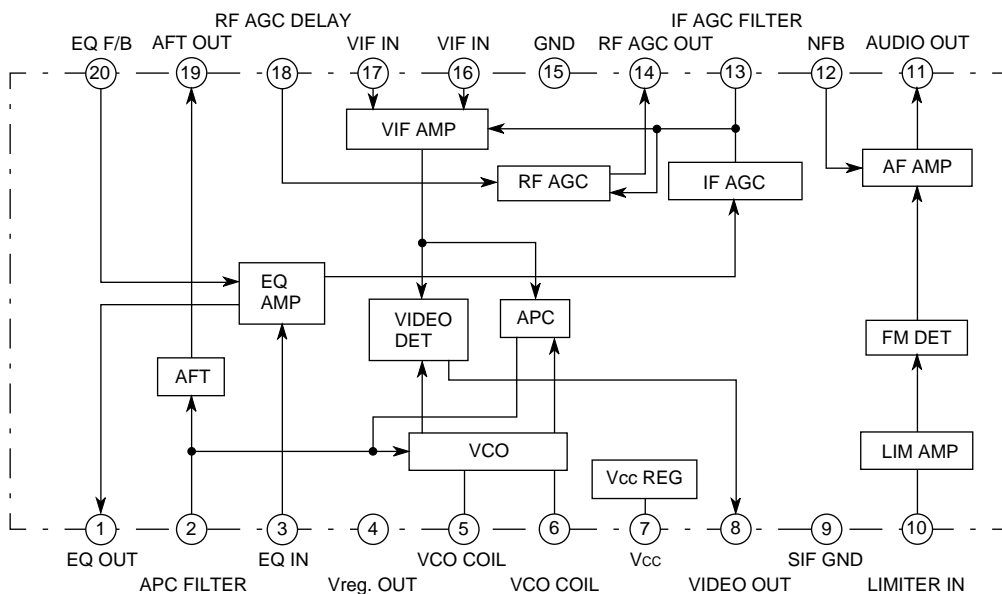 RF AGC DELAY IF AGC FILTER
EQ F/B AFT OUT VIF IN VIF IN GND RF AGC OUT NFB AUDIO OUT
20 19 18 17 16 15 14 13 12 11
VIF AMP
RF AGC
IF AGC
AF AMP
EQ
AMP
VIDEO
DET
APC
FM DET
AFT
VCO
LIM AMP
Vcc REG
1 2 3 4 5 6 7 8 9 10
EQ OUT EQ IN VCO COIL Vcc SIF GND
APC FILTER Vreg. OUT VCO COIL VIDEO OUT LIMITER IN